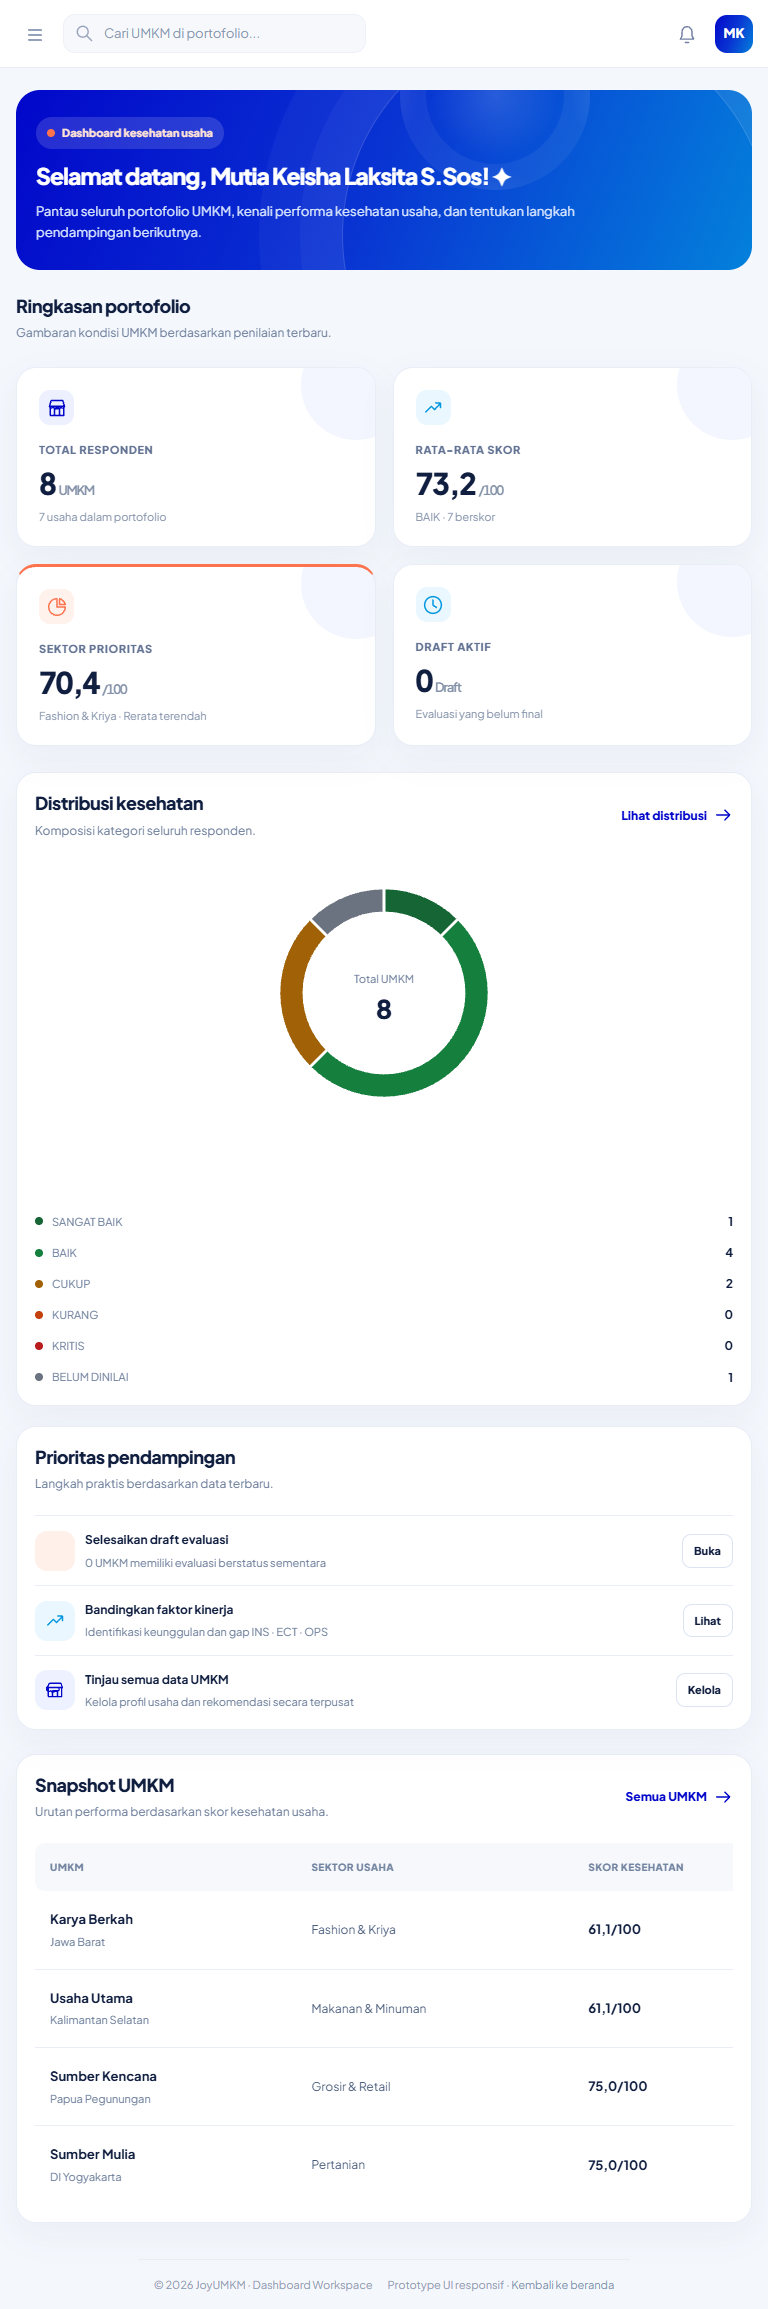 Cari UMKM di portofolio...
MK
Dashboard kesehatan usaha
Selamat datang, Mutia Keisha Laksita S.Sos! ✦
Pantau seluruh portofolio UMKM, kenali performa kesehatan usaha, dan tentukan langkah
pendampingan berikutnya.
Ringkasan portofolio
Gambaran kondisi UMKM berdasarkan penilaian terbaru.
TOTAL RESPONDEN
8 UMKM
7 usaha dalam portofolio
RATA-RATA SKOR
73,2 /100
BAIK · 7 berskor
SEKTOR PRIORITAS
70,4 /100
Fashion & Kriya · Rerata terendah
DRAFT AKTIF
0 Draft
Evaluasi yang belum final
Distribusi kesehatan
Komposisi kategori seluruh responden.
Lihat distribusi →
Total UMKM
8
SANGAT BAIK 1
BAIK 4
CUKUP 2
KURANG 0
KRITIS 0
BELUM DINILAI 1
Prioritas pendampingan
Langkah praktis berdasarkan data terbaru.
Selesaikan draft evaluasi
0 UMKM memiliki evaluasi berstatus sementara
Buka
Bandingkan faktor kinerja
Identifikasi keunggulan dan gap INS · ECT · OPS
Lihat
Tinjau semua data UMKM
Kelola profil usaha dan rekomendasi secara terpusat
Kelola
Snapshot UMKM
Urutan performa berdasarkan skor kesehatan usaha.
Semua UMKM →
UMKM SEKTOR USAHA SKOR KESEHATAN
Karya Berkah
Jawa Barat
Fashion & Kriya
61,1/100
Usaha Utama
Kalimantan Selatan
Makanan & Minuman
61,1/100
Sumber Kencana
Papua Pegunungan
Grosir & Retail
75,0/100
Sumber Mulia
DI Yogyakarta
Pertanian
75,0/100
© 2026 JoyUMKM · Dashboard Workspace Prototype UI responsif · Kembali ke beranda